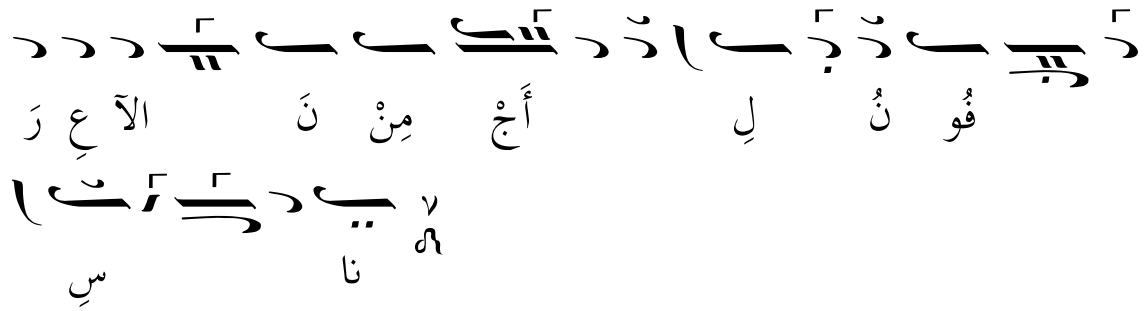 رَ عِ الآ نَ مِنْ أَجْ لِ نُ فُو
سِ نا